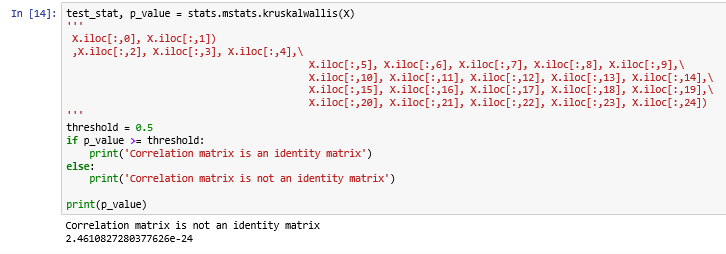 In [14]: test_stat, p_value = stats.mstats.kruskalwallis(X)
'''
X.iloc[:,0], X.iloc[:,1])
,X.iloc[:,2], X.iloc[:,3], X.iloc[:,4],\
X.iloc[:,5], X.iloc[:,6], X.iloc[:,7], X.iloc[:,8], X.iloc[:,9],\
X.iloc[:,10], X.iloc[:,11], X.iloc[:,12], X.iloc[:,13], X.iloc[:,14],\
X.iloc[:,15], X.iloc[:,16], X.iloc[:,17], X.iloc[:,18], X.iloc[:,19],\
X.iloc[:,20], X.iloc[:,21], X.iloc[:,22], X.iloc[:,23], X.iloc[:,24])
'''
threshold = 0.5
if p_value >= threshold:
    print('Correlation matrix is an identity matrix')
else:
    print('Correlation matrix is not an identity matrix')
print(p_value)
Correlation matrix is not an identity matrix
2.4610827280377626e-24